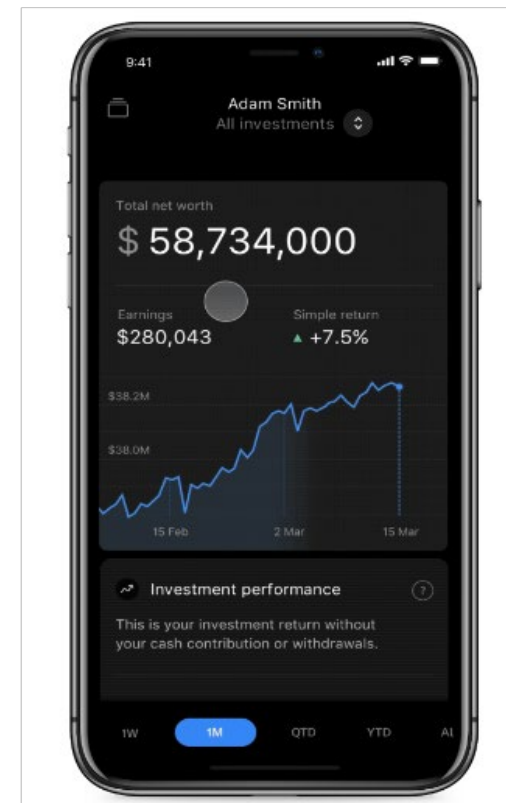 9:41
Adam Smith
All investments
Total net worth
$ 58,734,000
Earnings
Simple return
$280,043
▲ +7.5%
$38.2M
$38.0M
15 Feb
2 Mar
15 Mar
Investment performance
?
This is your investment return without
your cash contribution or withdrawals.
1W
1M
QTD
YTD
AL